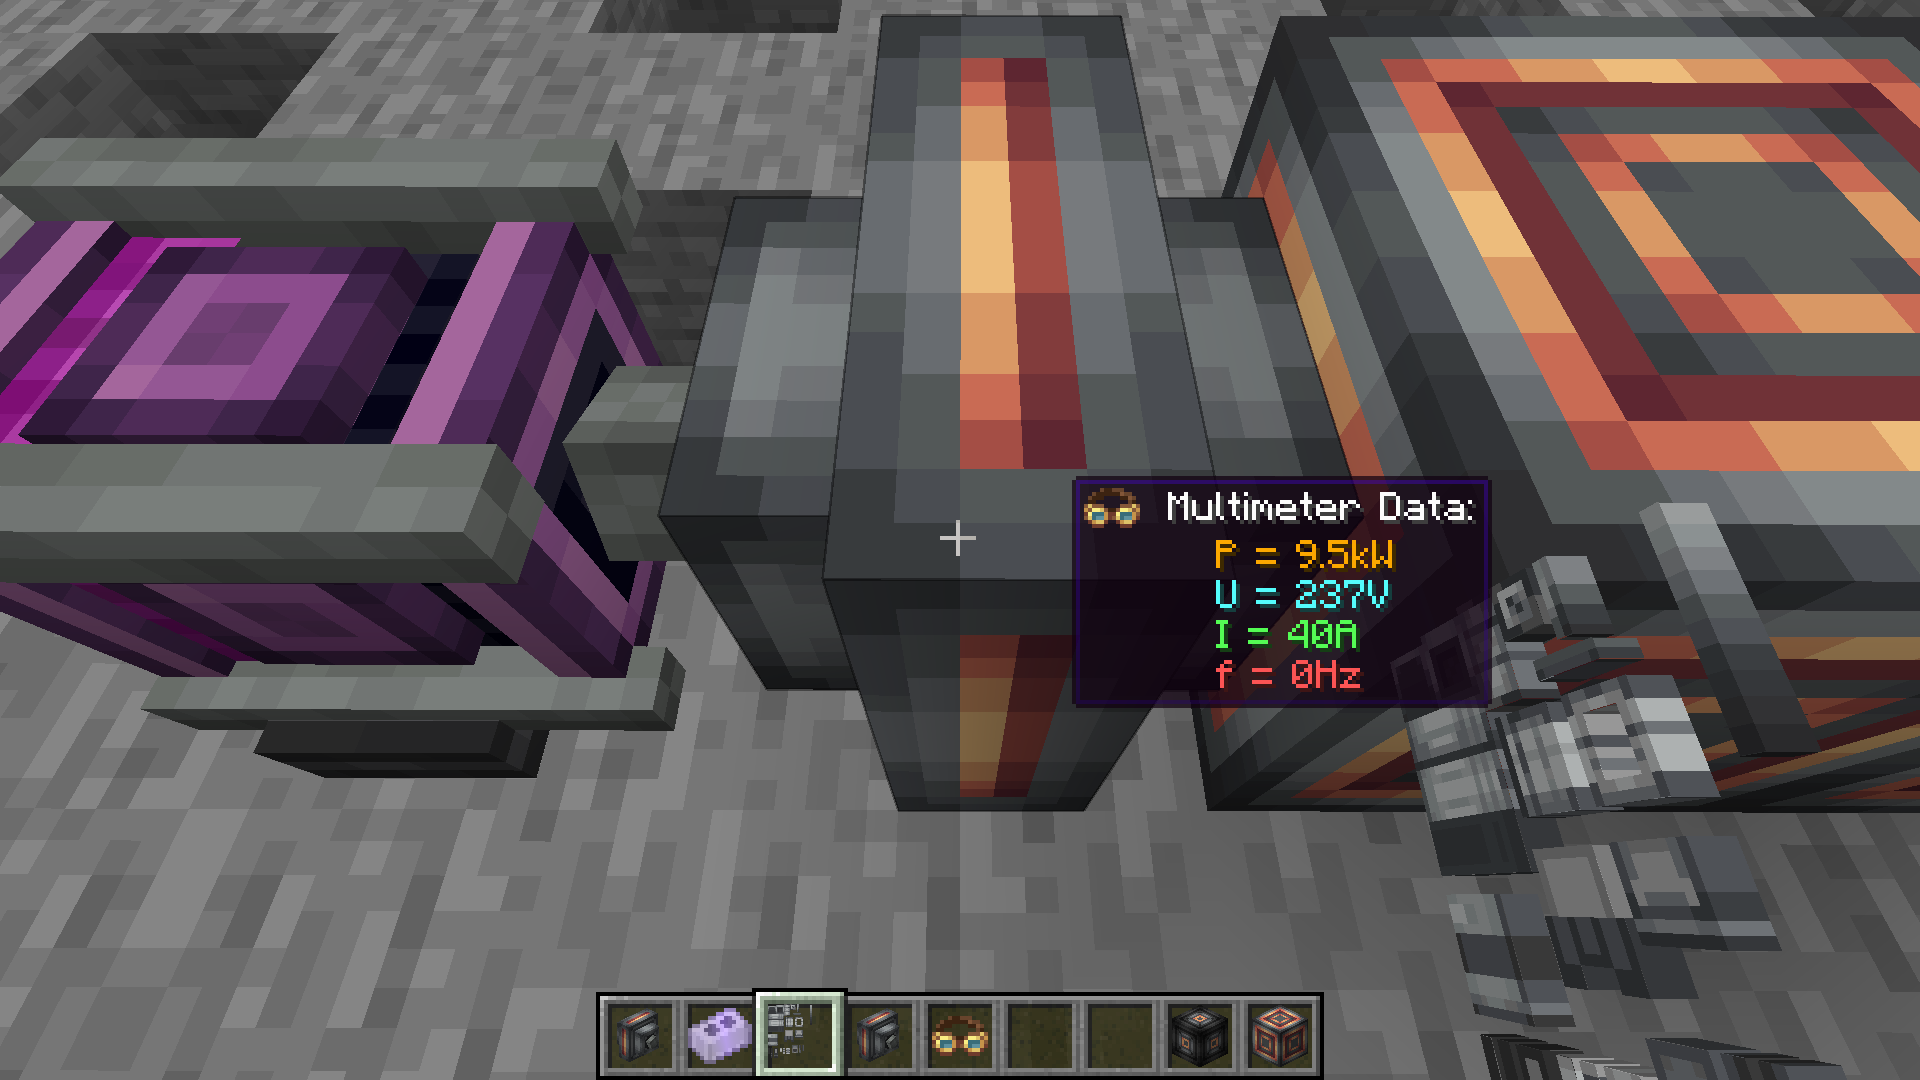 Multimeter Data:
P = 9.5kW
U = 237V
I = 40A
f = 0Hz